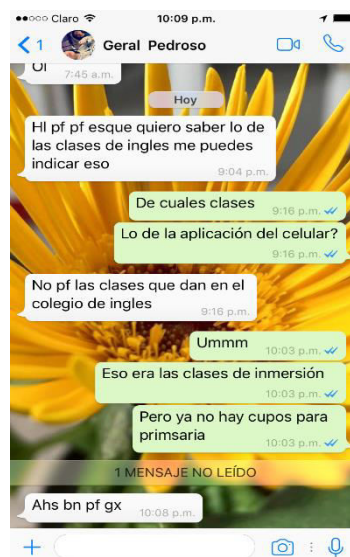 Claro 10:09 p.m.
1 Geral Pedroso
Ol 7:45 a.m.
Hoy
Hl pf pf esque quiero saber lo de
las clases de ingles me puedes
indicar eso
9:04 p.m.
De cuales clases 9:16 p.m.
Lo de la aplicación del celular?
9:16 p.m.
No pf las clases que dan en el
colegio de ingles 9:16 p.m.
Ummm 10:03 p.m.
Eso era las clases de inmersión
10:03 p.m.
Pero ya no hay cupos para
primsaria 10:03 p.m.
1 MENSAJE NO LEÍDO
Ahs bn pf gx 10:08 p.m.